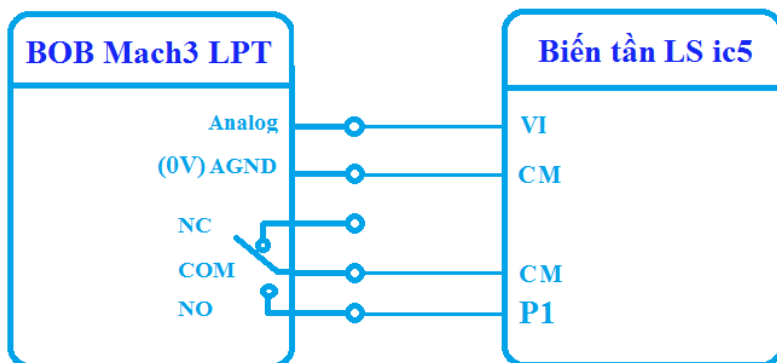 BOB Mach3 LPT
Analog
(0V) AGND
NC
COM
NO
Biến tần LS ic5
VI
CM
CM
P1